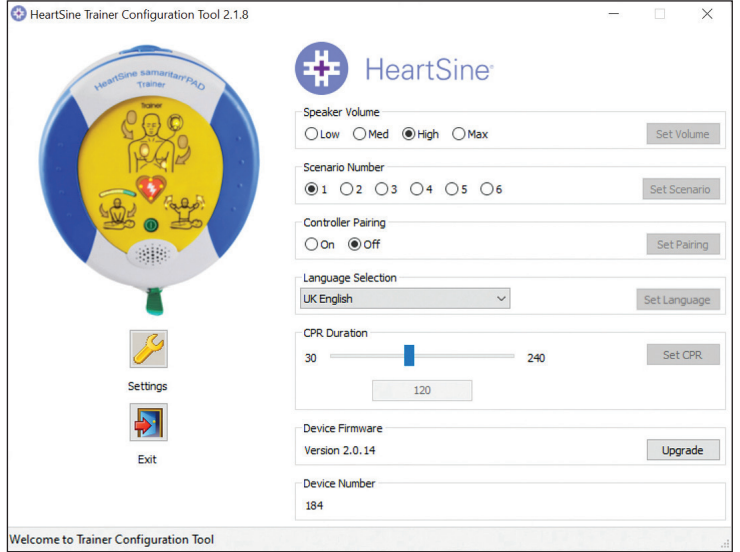 HeartSine Trainer Configuration Tool 2.1.8
HeartSine samaritan PAD
Trainer
Trainer
HeartSine
Speaker Volume
Low Med High Max Set Volume
Scenario Number
1 2 3 4 5 6 Set Scenario
Controller Pairing
On Off Set Pairing
Language Selection
UK English Set Language
CPR Duration
30 240 Set CPR
120
Settings
Device Firmware
Version 2.0.14 Upgrade
Exit
Device Number
184
Welcome to Trainer Configuration Tool